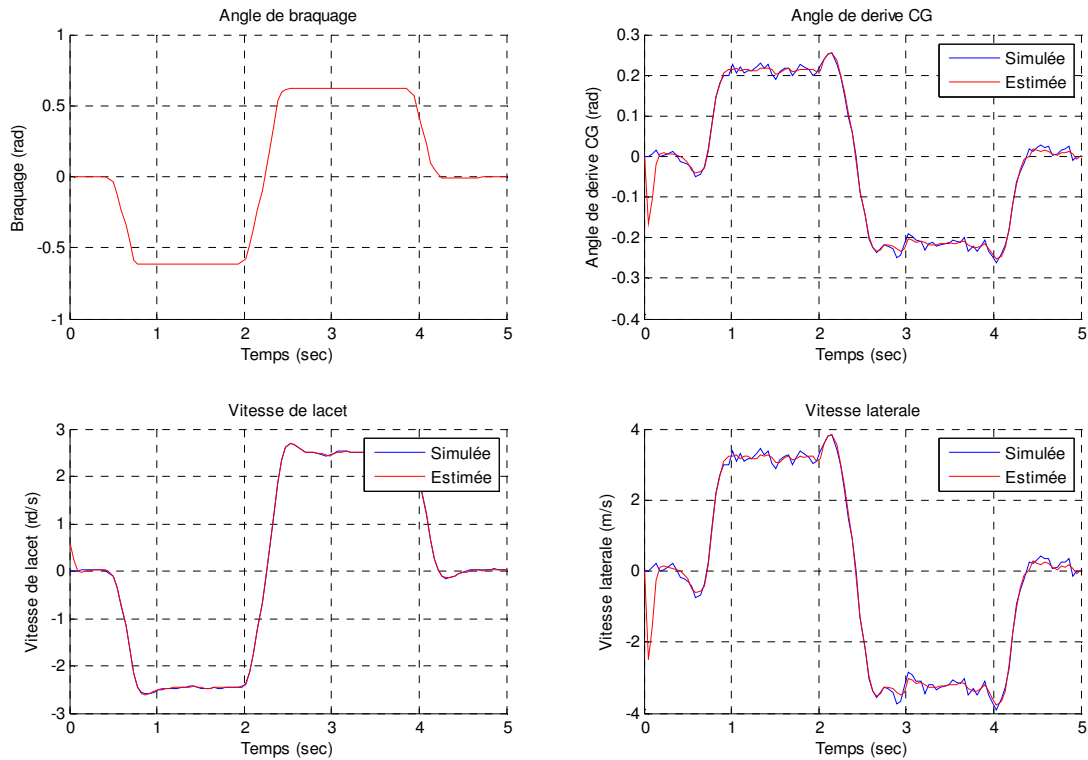 Angle de braquage
1
0.5
0
-0.5
-1
Braquage (rad)
0 1 2 3 4 5
Temps (sec)
Angle de derive CG
0.3
0.2
0.1
0
-0.1
-0.2
-0.3
-0.4
Angle de derive CG (rad)
Simulée
Estimée
0 1 2 3 4 5
Temps (sec)
Vitesse de lacet
3
2
1
0
-1
-2
-3
Vitesse de lacet (rd/s)
Simulée
Estimée
0 1 2 3 4 5
Temps (sec)
Vitesse laterale
4
2
0
-2
-4
Vitesse laterale (m/s)
Simulée
Estimée
0 1 2 3 4 5
Temps (sec)